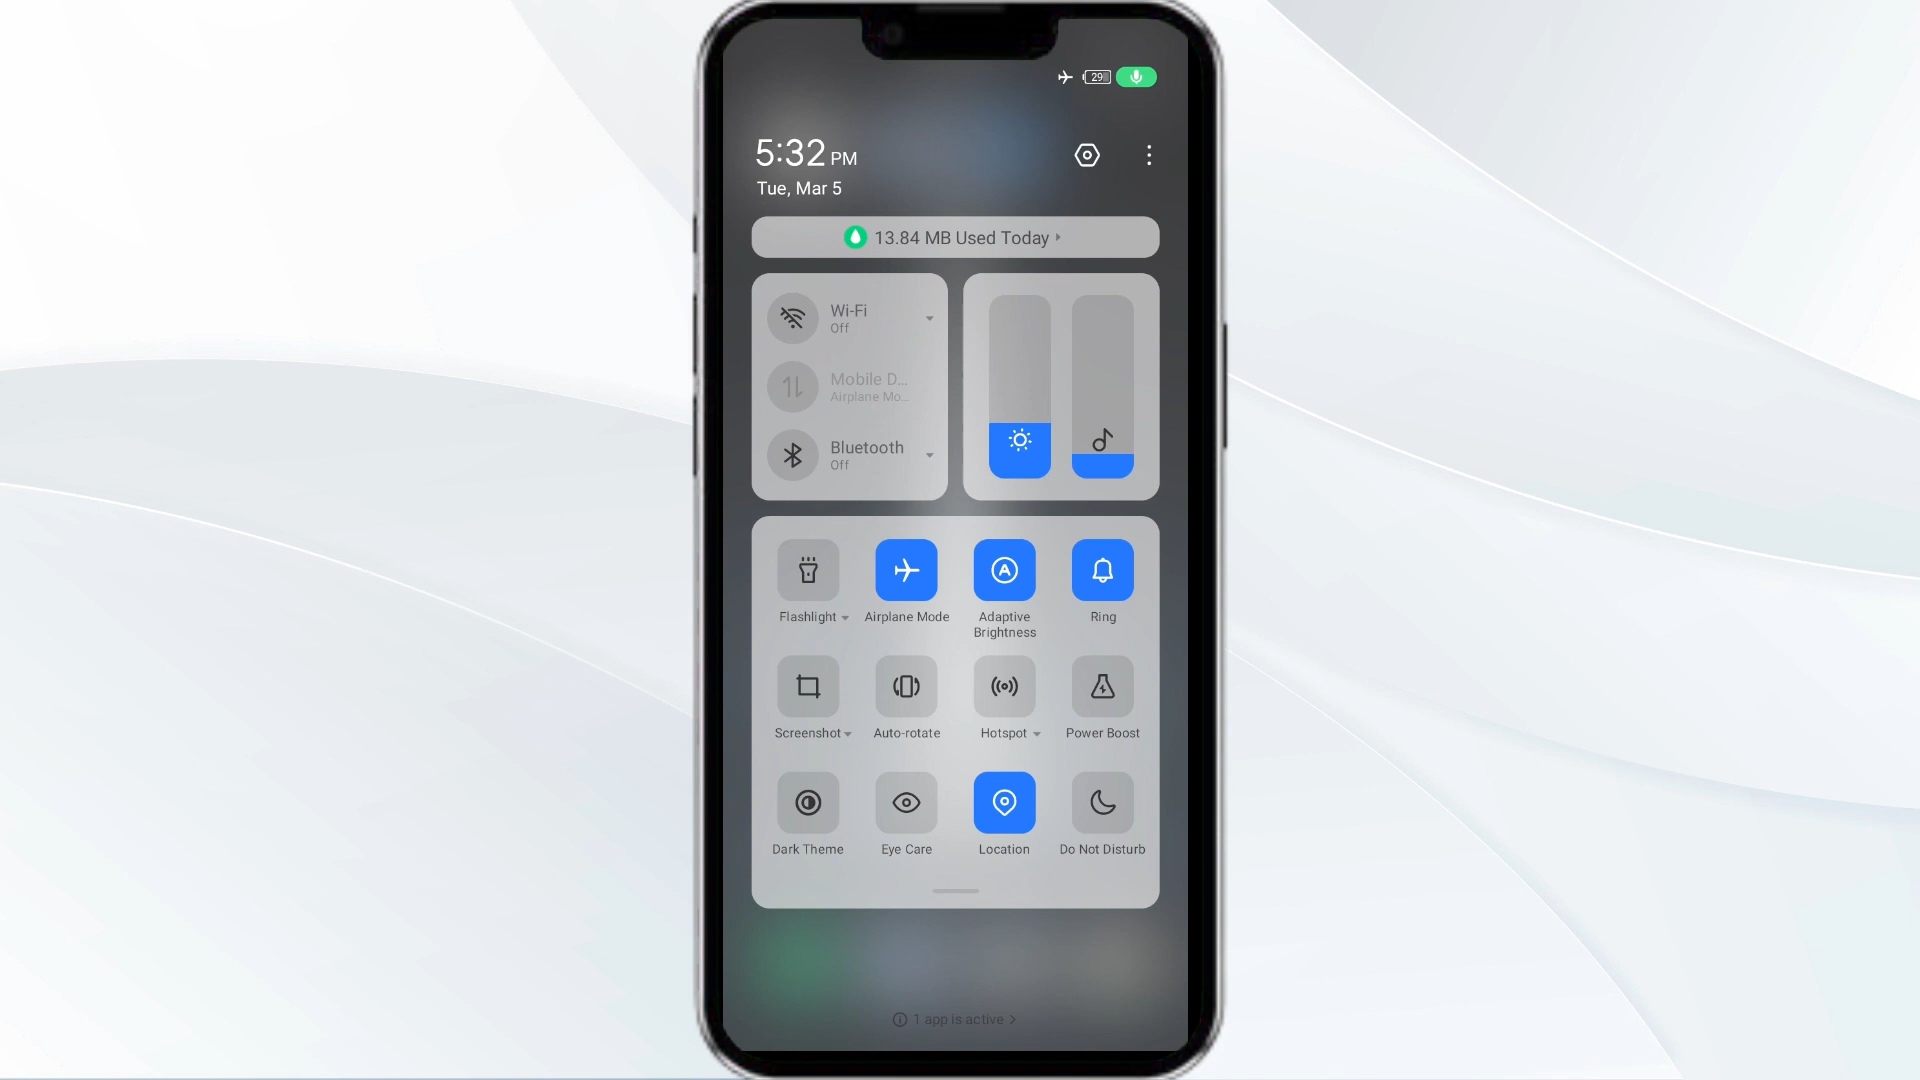 29
5:32 PM
Tue, Mar 5
13.84 MB Used Today
Wi-Fi
Off
Mobile D...
Airplane Mo...
Bluetooth
Off
Flashlight
Airplane Mode
Adaptive
Brightness
Ring
Screenshot
Auto-rotate
Hotspot
Power Boost
Dark Theme
Eye Care
Location
Do Not Disturb
1 app is active